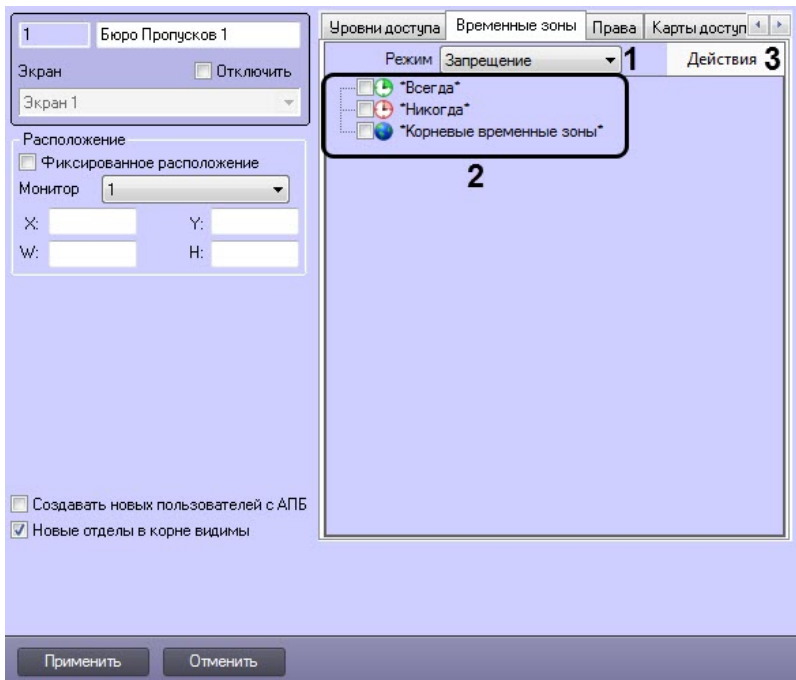 1 Бюро Пропусков 1
Экран Отключить
Экран 1
Расположение
Фиксированное расположение
Монитор 1
X: Y:
W: H:
Создавать новых пользователей с АПБ
Новые отделы в корне видимы
Уровни доступа Временные зоны Права Карты доступ
Режим Запрещение 1 Действия 3
*Всегда*
*Никогда*
*Корневые временные зоны*
2
Применить Отменить